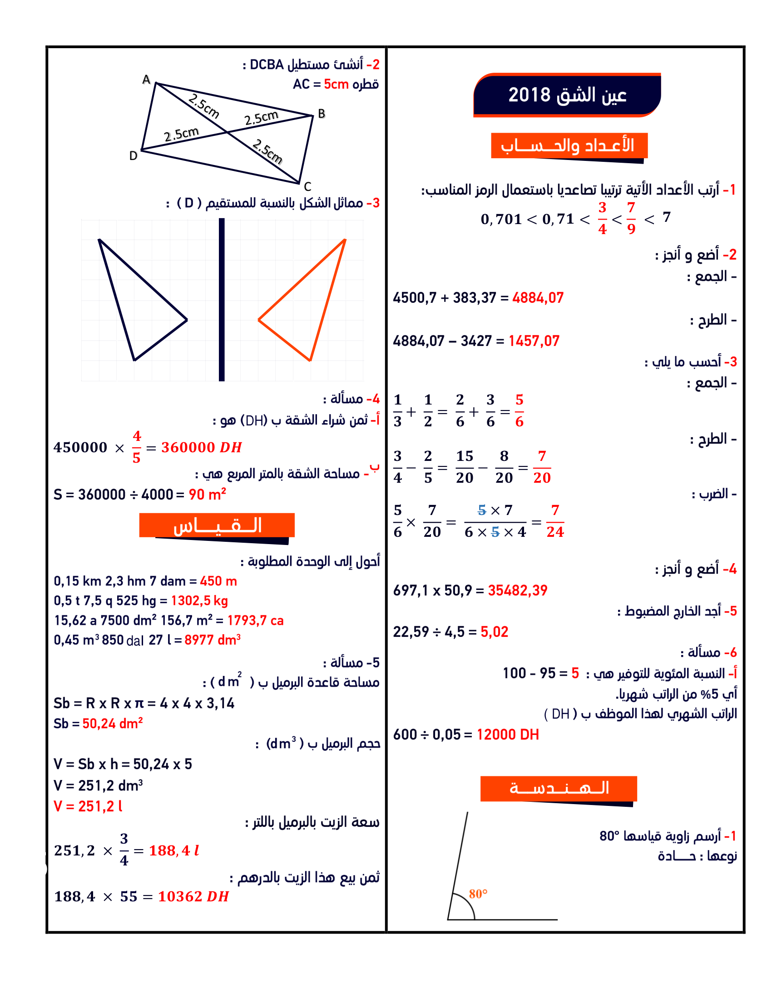 عين الشق 2018
الأعـداد والحـــســـاب
1- أرتب الأعداد الأتية ترتيبا تصاعديا باستعمال الرمز المناسب:
0,701 < 0,71 < 3/4 < 7/9 < 7
2- أضع و أنجز :
- الجمع :
4500,7 + 383,37 = 4884,07
- الطرح :
4884,07 – 3427 = 1457,07
3- أحسب ما يلي :
- الجمع :
1/3 + 1/2 = 2/6 + 3/6 = 5/6
- الطرح :
3/4 − 2/5 = 15/20 − 8/20 = 7/20
- الضرب :
5/6 × 7/20 = 5 × 7 / 6 × 5 × 4 = 7/24
4- أضع و أنجز :
697,1 x 50,9 = 35482,39
5- أجد الخارج المضبوط :
22,59 ÷ 4,5 = 5,02
6- مسألة :
أ- النسبة المئوية للتوفير هي : 100 - 95 = 5
أي 5% من الراتب شهريا.
الراتب الشهري لهذا الموظف ب ( DH )
600 ÷ 0,05 = 12000 DH
الـــهـــنـــدســـــة
1- أرسم زاوية قياسها 80°
نوعها : حـــــادة
80°
2- أنشئ مستطيل DCBA :
قطره AC = 5cm
A
B
C
D
2.5cm
2.5cm
2.5cm
2.5cm
3- مماثل الشكل بالنسبة للمستقيم ( D ) :
4- مسألة :
أ- ثمن شراء الشقة ب (DH) هو :
450000 × 4/5 = 360000 DH
ب- مساحة الشقة بالمتر المربع هي :
S = 360000 ÷ 4000 = 90 m²
الـــقـــيـــــاس
أحول إلى الوحدة المطلوبة :
0,15 km 2,3 hm 7 dam = 450 m
0,5 t 7,5 q 525 hg = 1302,5 kg
15,62 a 7500 dm² 156,7 m² = 1793,7 ca
0,45 m³ 850 dal 27 l = 8977 dm³
5- مسألة :
مساحة قاعدة البرميل ب ( dm² ) :
Sb = R x R x π = 4 x 4 x 3,14
Sb = 50,24 dm²
حجم البرميل ب ( dm³) :
V = Sb x h = 50,24 x 5
V = 251,2 dm³
V = 251,2 l
سعة الزيت بالبرميل باللتر :
251,2 × 3/4 = 188,4 l
ثمن بيع هذا الزيت بالدرهم :
188,4 × 55 = 10362 DH